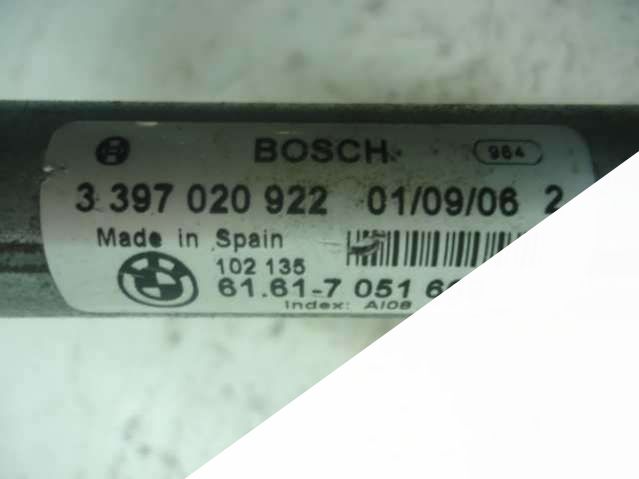 BOSCH 984
3 397 020 922 01/09/06 2
Made in Spain
102 135
61.61-7 051
Index: AI08